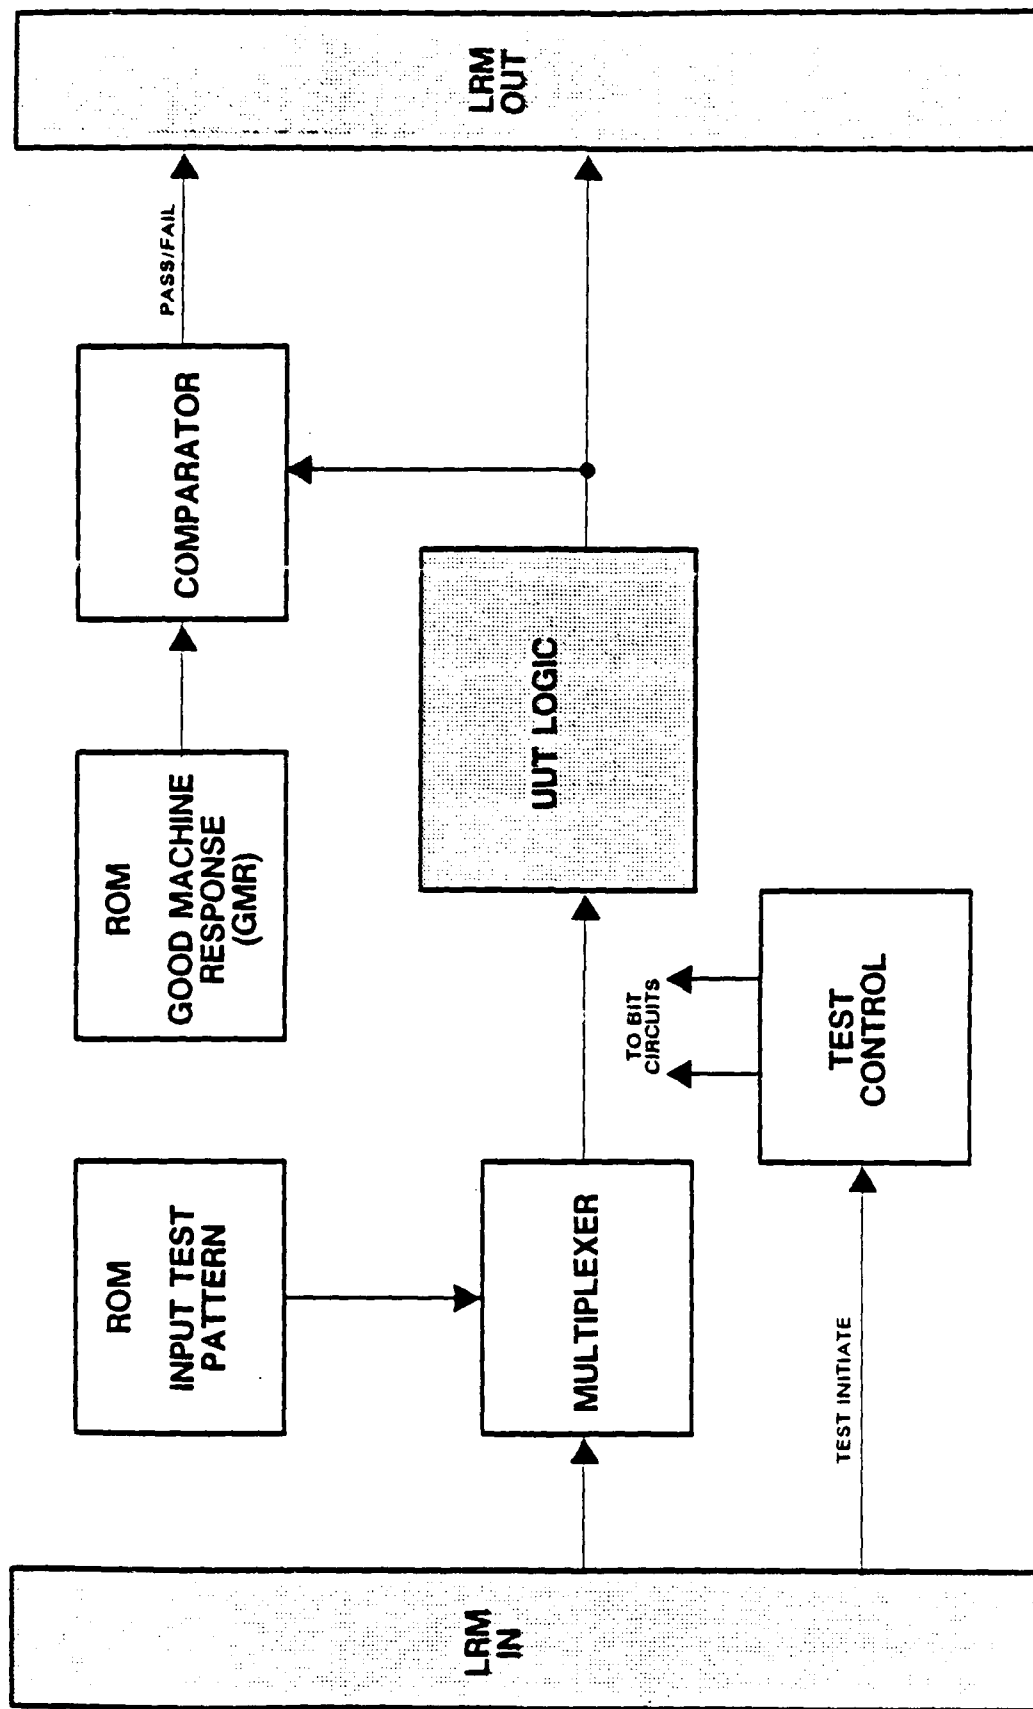 LRM
IN
ROM
INPUT TEST
PATTERN
MULTIPLEXER
TEST INITIATE
TEST
CONTROL
TO BIT
CIRCUITS
ROM
GOOD MACHINE
RESPONSE
(GMR)
UUT LOGIC
COMPARATOR
PASS/FAIL
LRM
OUT